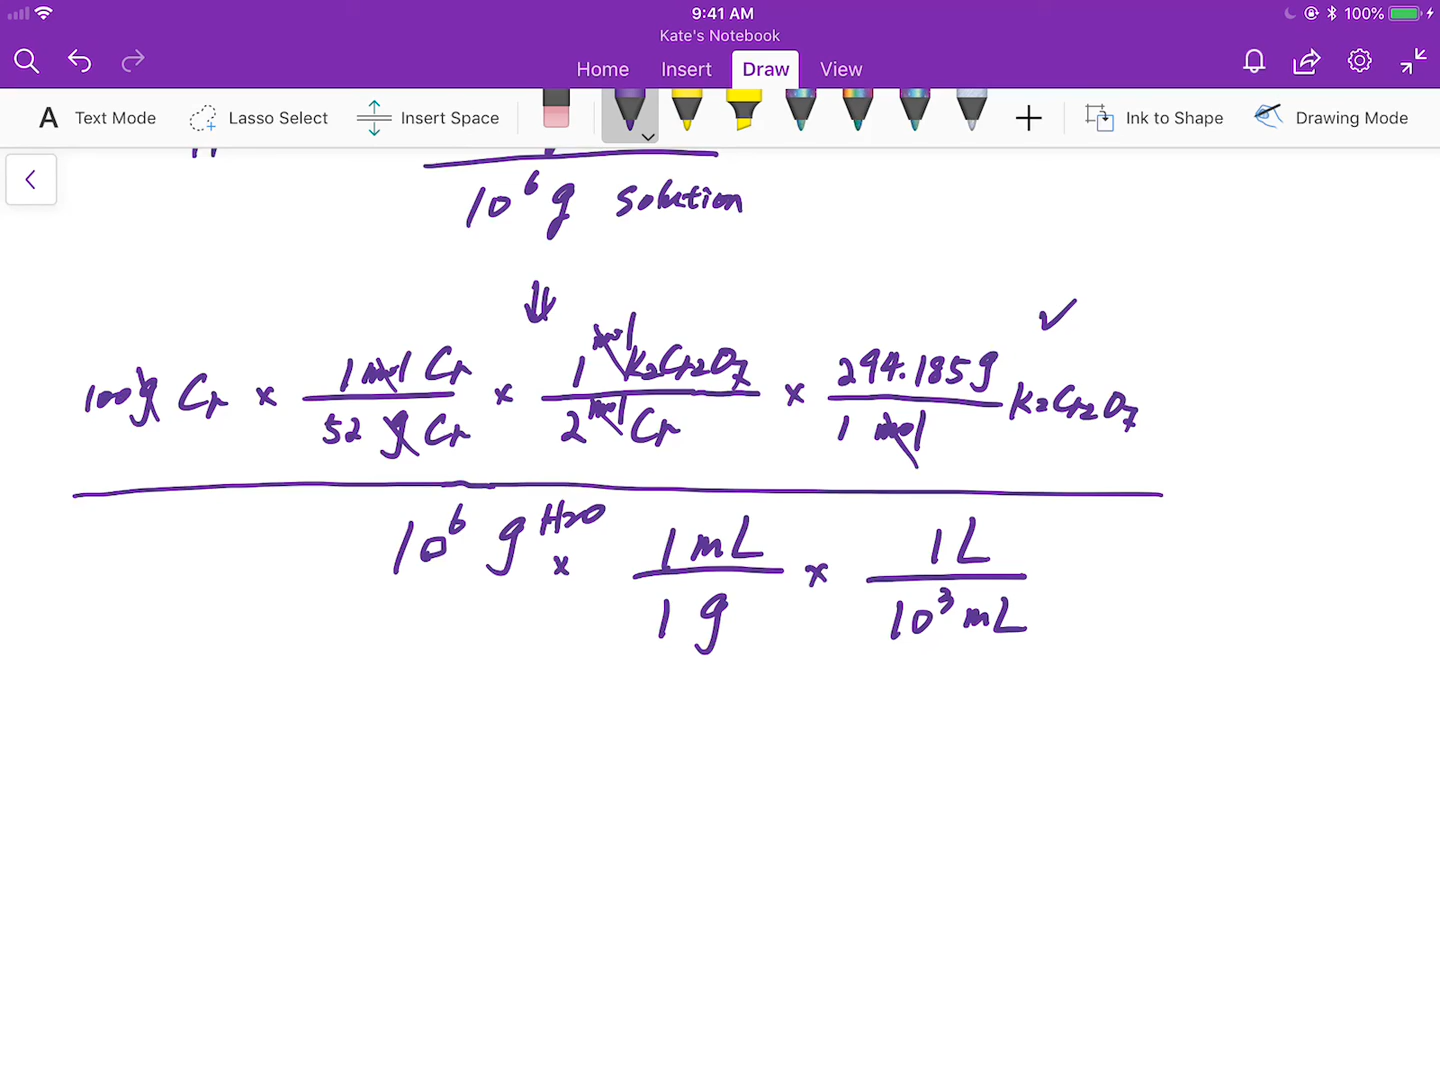 9:41 AM
100%
Kate's Notebook
Home Insert Draw View
A Text Mode Lasso Select Insert Space Ink to Shape Drawing Mode
10⁶ g solution
⇓ ✓
100g Cr × 1 mol Cr / 52 g Cr × 1 mol K₂Cr₂O₇ / 2 mol Cr × 294.185g / 1 mol K₂Cr₂O₇
10⁶ g H₂O × 1 mL / 1 g × 1 L / 10³ mL